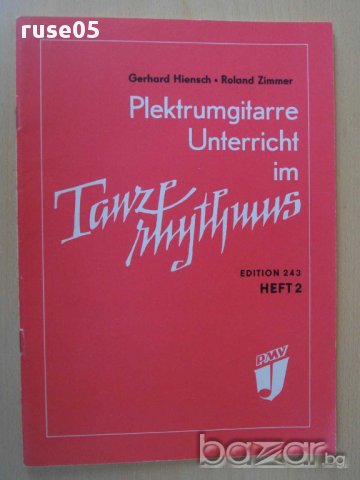 ruse05
Gerhard Hiensch • Roland Zimmer
Plektrumgitarre
Unterricht
im
Tanz
rhythmus
EDITION 243
HEFT 2
PMV
bazar.bg